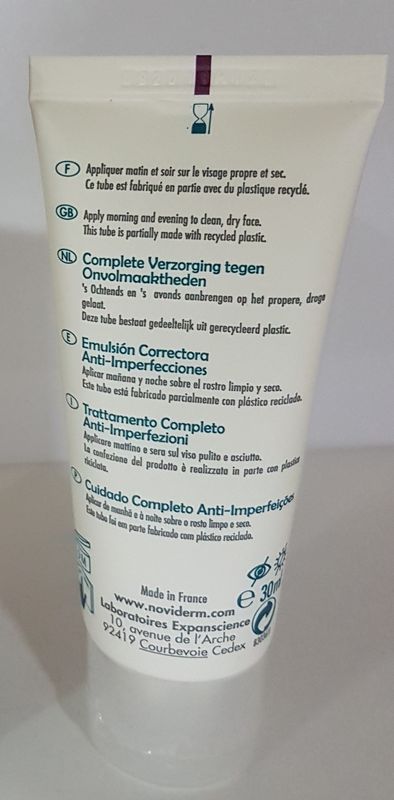 F Appliquer matin et soir sur le visage propre et sec.
Ce tube est fabriqué en partie avec du plastique recyclé.
GB Apply morning and evening to clean, dry face.
This tube is partially made with recycled plastic.
NL Complete Verzorging tegen
Onvolmaaktheden
's Ochtends en 's avonds aanbrengen op het propere, droge
gelaat.
Deze tube bestaat gedeeltelijk uit gerecycleerd plastic.
E Emulsión Correctora
Anti-Imperfecciones
Aplicar mañana y noche sobre el rostro limpio y seco.
Este tubo está fabricado parcialmente con plástico reciclado.
I Trattamento Completo
Anti-Imperfezioni
Applicare mattino e sera sul viso pulito e asciutto.
La confezione del prodotto è realizzata in parte con plastica
riciclata.
P Cuidado Completo Anti-Imperfeições
Aplicar de manhã e à noite sobre o rosto limpo e seco.
Este tubo foi em parte fabricado com plástico reciclado.
Made in France
www.noviderm.com
Laboratoires Expanscience
10, avenue de l'Arche
92419 Courbevoie Cedex
e 30ml